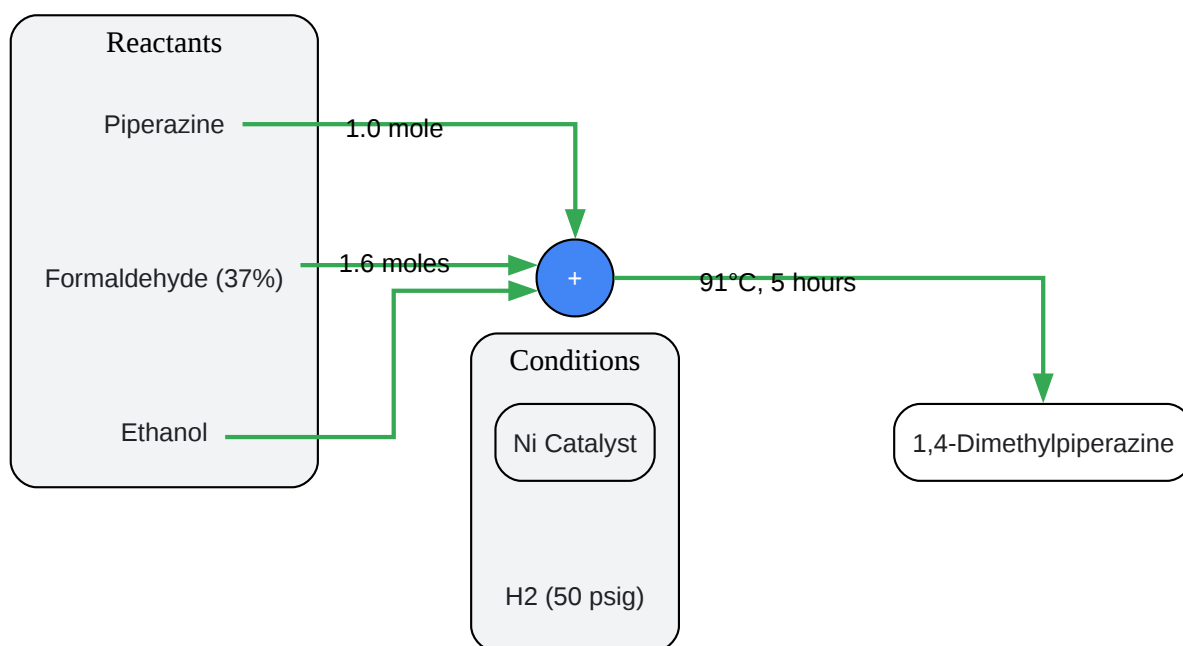 Reactants
Piperazine
1.0 mole
Formaldehyde (37%)
1.6 moles
+
91°C, 5 hours
Ethanol
Conditions
Ni Catalyst
H2 (50 psig)
1,4-Dimethylpiperazine